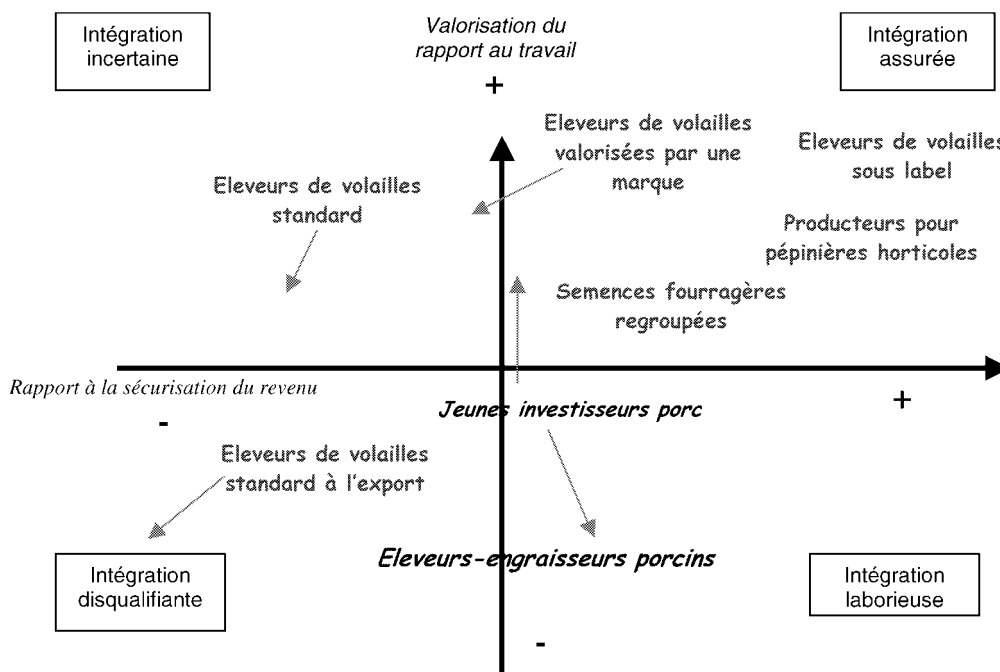 Intégration
incertaine
Valorisation du
rapport au travail
+
Intégration
assurée
Eleveurs de volailles
valorisées par une
marque
Eleveurs de volailles
sous label
Eleveurs de volailles
standard
Producteurs pour
pépinières horticoles
Semences fourragères
regroupées
Rapport à la sécurisation du revenu
-
+
Jeunes investisseurs porc
Eleveurs de volailles
standard à l'export
Eleveurs-engraisseurs porcins
Intégration
disqualifiante
Intégration
laborieuse
-